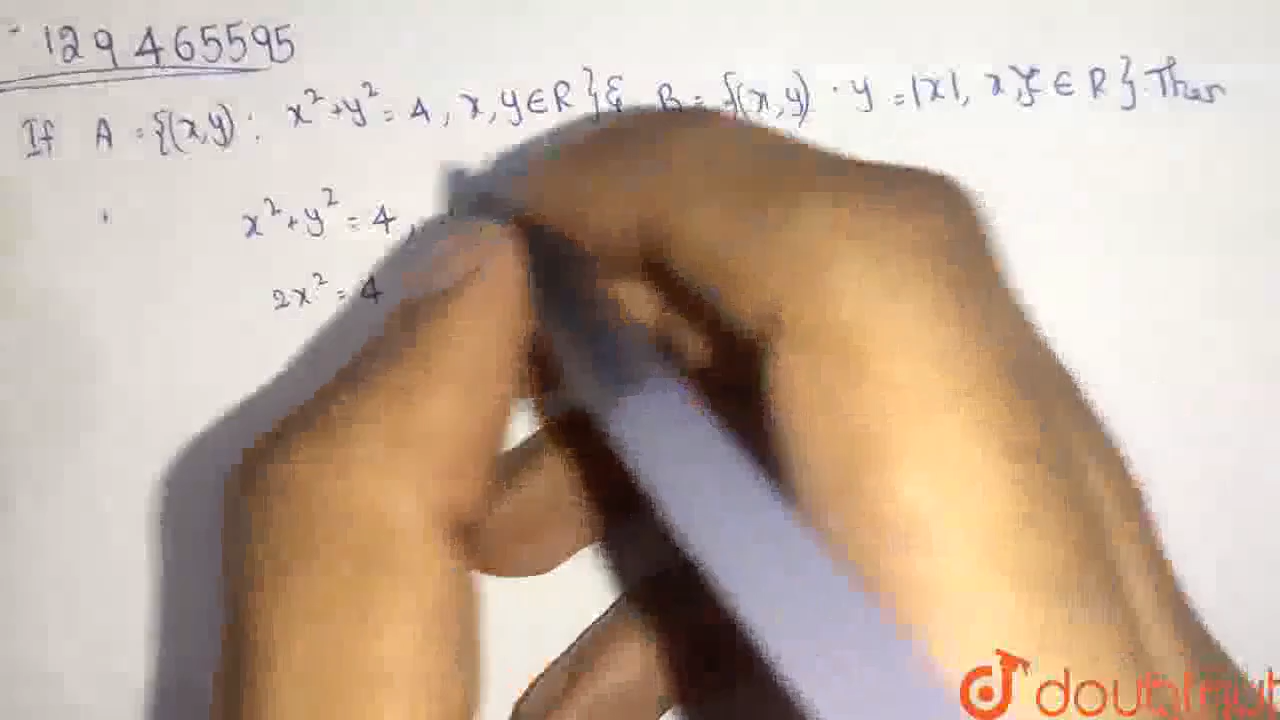 129465595
If A = {(x,y) : x² + y² = 4, x, y ∈ R} & B = {(x,y) . y = |x|, x, y ∈ R} Then
x² + y² = 4,
2x² = 4
doubtnut